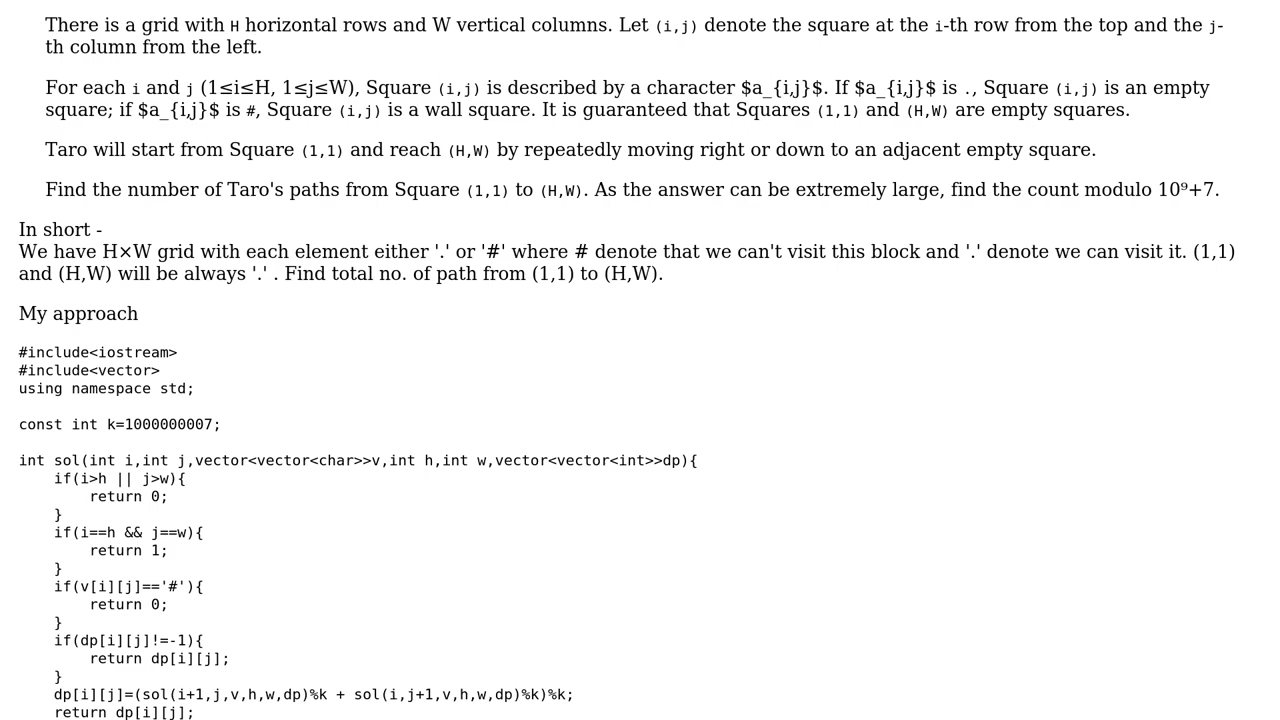 There is a grid with H horizontal rows and W vertical columns. Let (i,j) denote the square at the i-th row from the top and the j-
th column from the left.
For each i and j (1≤i≤H, 1≤j≤W), Square (i,j) is described by a character $a_{i,j}$. If $a_{i,j}$ is ., Square (i,j) is an empty
square; if $a_{i,j}$ is #, Square (i,j) is a wall square. It is guaranteed that Squares (1,1) and (H,W) are empty squares.
Taro will start from Square (1,1) and reach (H,W) by repeatedly moving right or down to an adjacent empty square.
Find the number of Taro's paths from Square (1,1) to (H,W). As the answer can be extremely large, find the count modulo 10⁹+7.
In short -
We have H×W grid with each element either '.' or '#' where # denote that we can't visit this block and '.' denote we can visit it. (1,1)
and (H,W) will be always '.' . Find total no. of path from (1,1) to (H,W).
My approach
#include<iostream>
#include<vector>
using namespace std;
const int k=1000000007;
int sol(int i,int j,vector<vector<char>>v,int h,int w,vector<vector<int>>dp){
    if(i>h || j>w){
        return 0;
    }
    if(i==h && j==w){
        return 1;
    }
    if(v[i][j]=='#'){
        return 0;
    }
    if(dp[i][j]!=-1){
        return dp[i][j];
    }
    dp[i][j]=(sol(i+1,j,v,h,w,dp)%k + sol(i,j+1,v,h,w,dp)%k)%k;
    return dp[i][j];